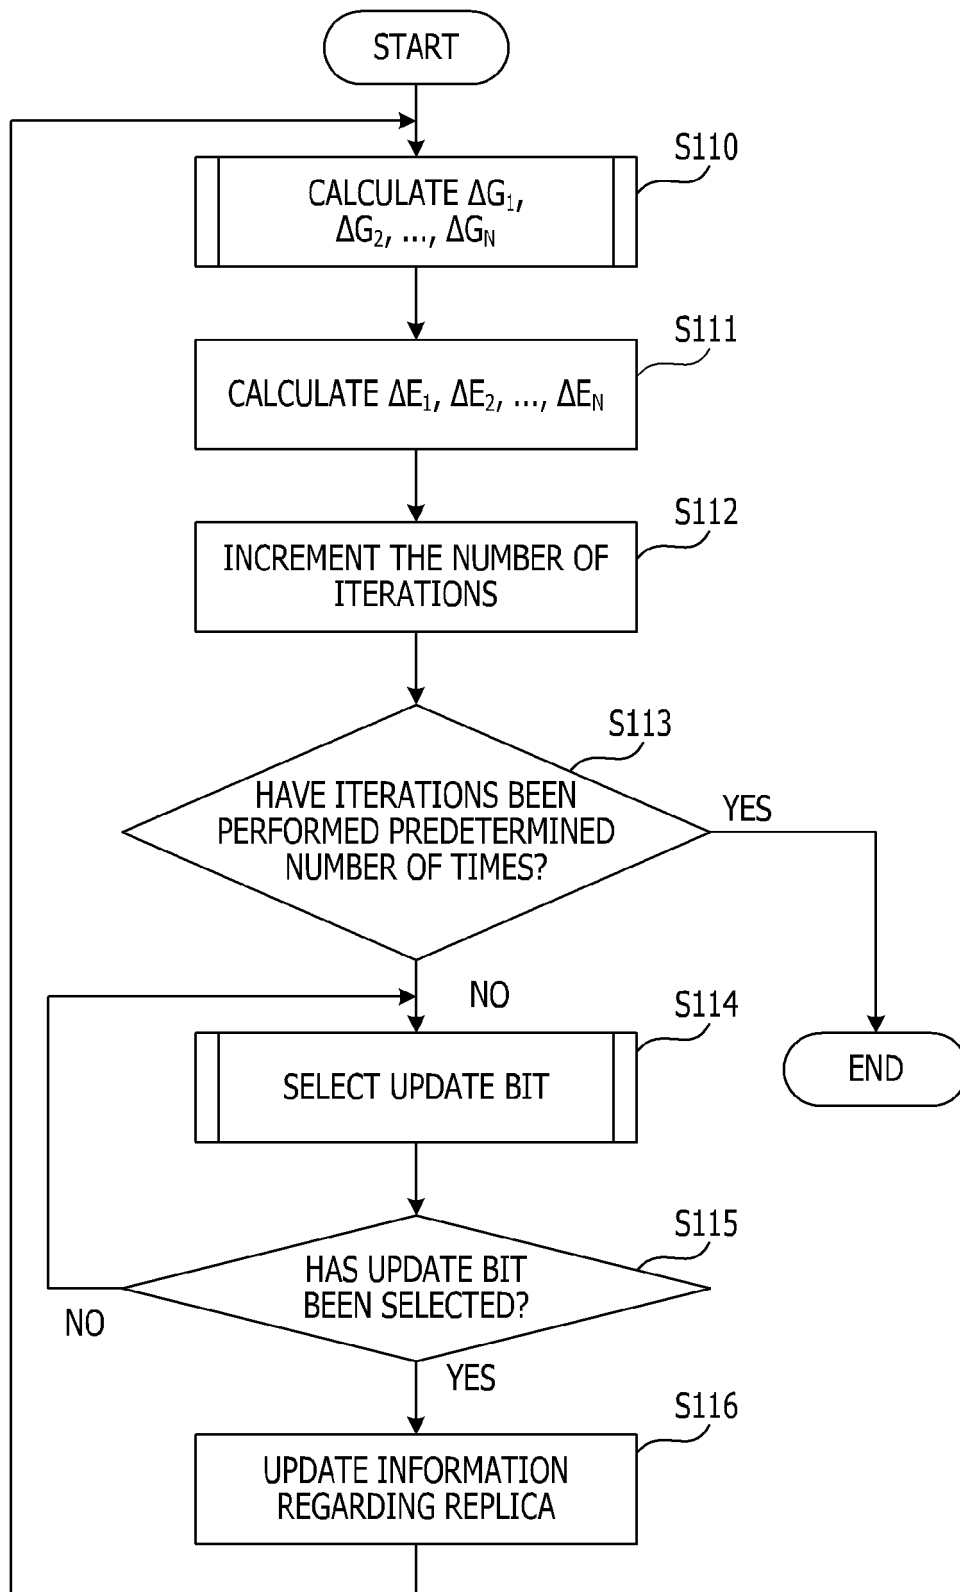 START
S110
CALCULATE ΔG₁,
ΔG₂, ..., ΔG_N
S111
CALCULATE ΔE₁, ΔE₂, ..., ΔE_N
S112
INCREMENT THE NUMBER OF
ITERATIONS
S113
HAVE ITERATIONS BEEN
PERFORMED PREDETERMINED
NUMBER OF TIMES?
YES
NO
S114
SELECT UPDATE BIT
END
S115
HAS UPDATE BIT
BEEN SELECTED?
NO
YES
S116
UPDATE INFORMATION
REGARDING REPLICA